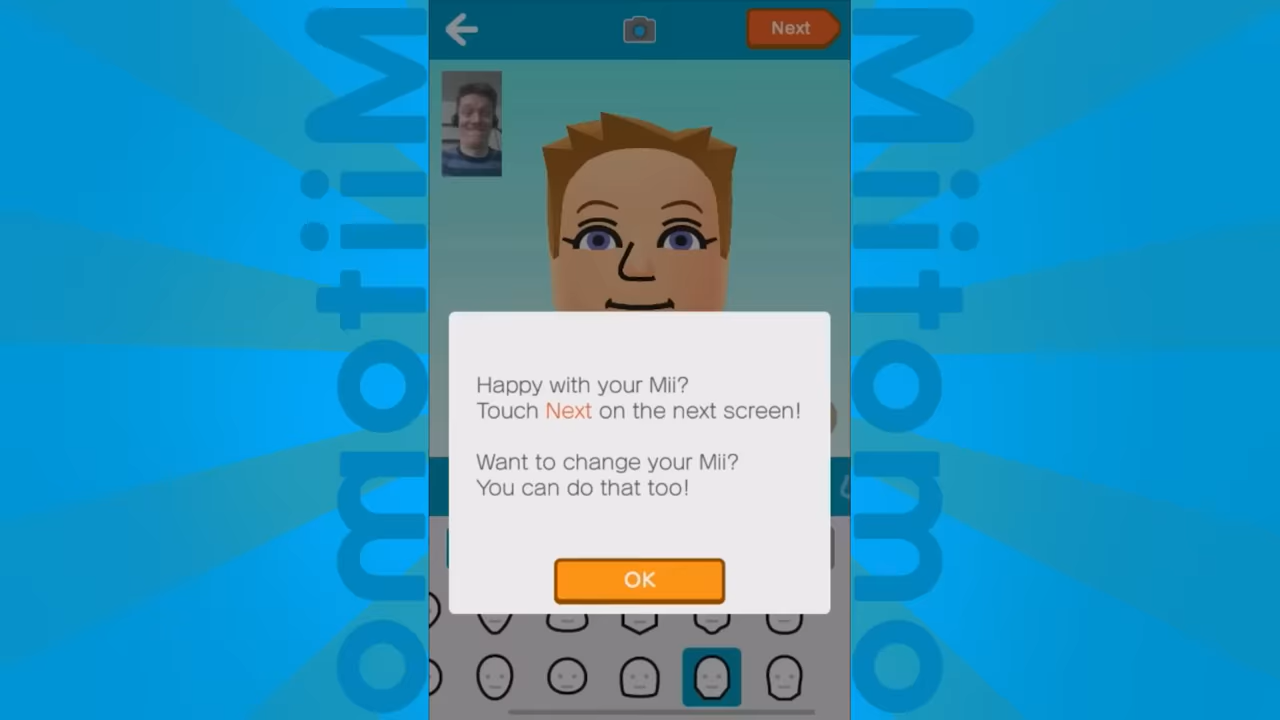 Miitomo
Next
Happy with your Mii?
Touch Next on the next screen!
Want to change your Mii?
You can do that too!
OK
Miitomo